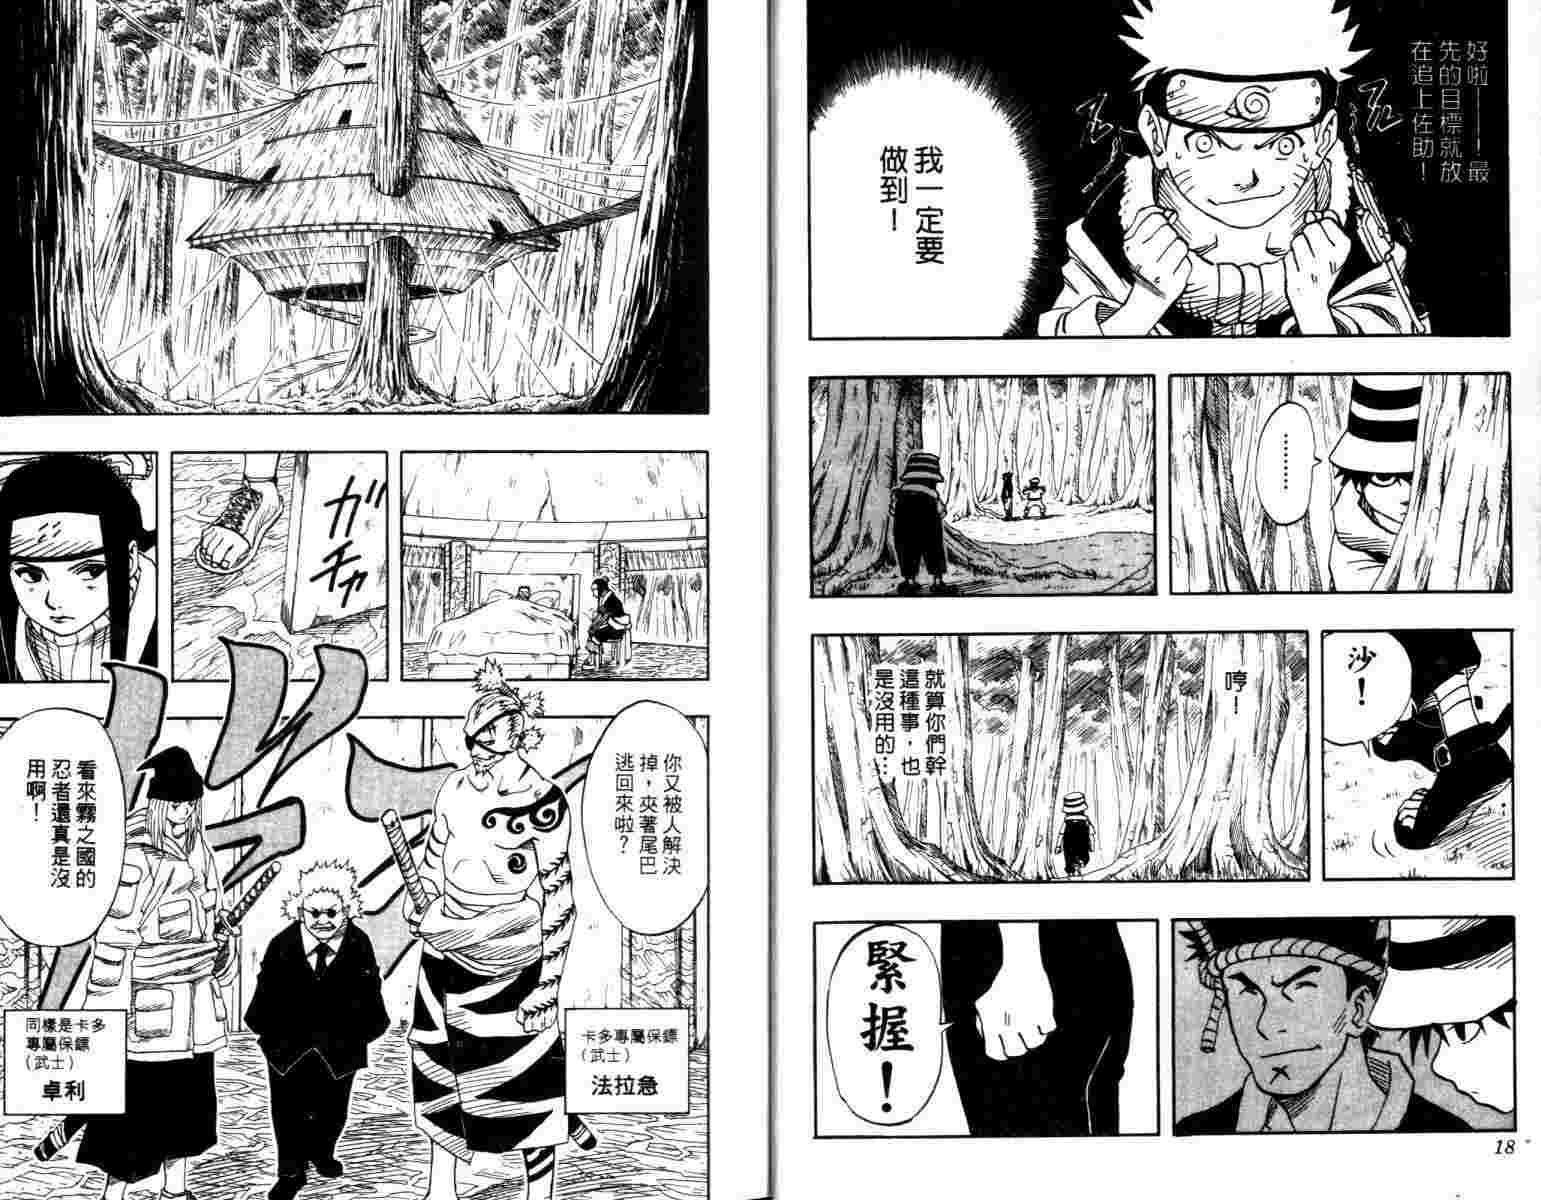 好啦——！最
先的目標就放
在追上佐助！
我一定要
做到！
………
沙！
哼！
就算你們幹
這種事，也
是沒用的…
緊握！
18
ガチャ
你又被人解決
掉，夾著尾巴
逃回來啦？
看來霧之國的
忍者還真是沒
用啊！
卡多專屬保鏢
（武士）
法拉急
同樣是卡多
專屬保鏢
（武士）
卓利